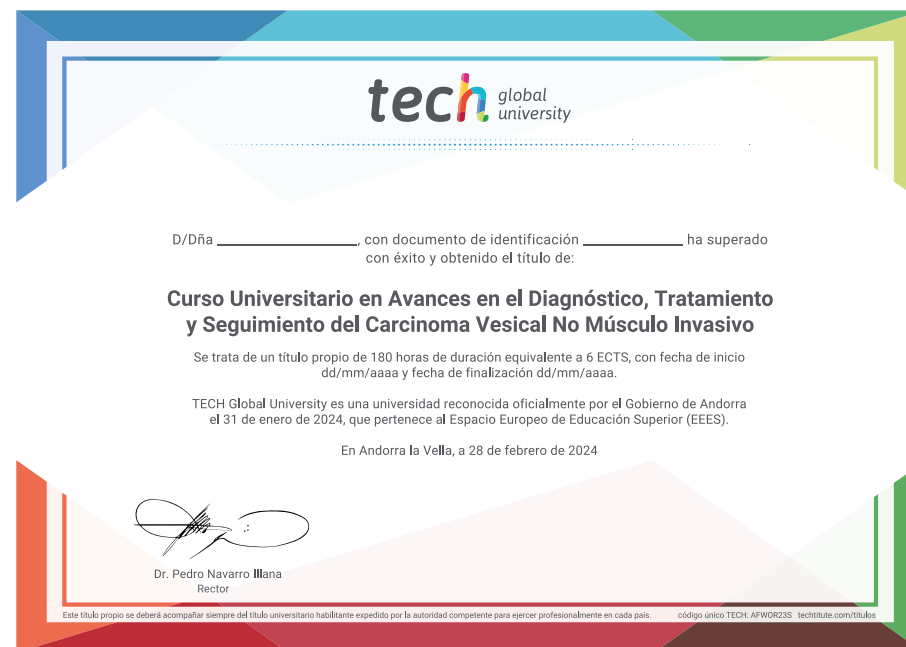 tech global university
D/Dña ____________________, con documento de identificación ______________ ha superado
con éxito y obtenido el título de:
Curso Universitario en Avances en el Diagnóstico, Tratamiento
y Seguimiento del Carcinoma Vesical No Músculo Invasivo
Se trata de un título propio de 180 horas de duración equivalente a 6 ECTS, con fecha de inicio
dd/mm/aaaa y fecha de finalización dd/mm/aaaa.
TECH Global University es una universidad reconocida oficialmente por el Gobierno de Andorra
el 31 de enero de 2024, que pertenece al Espacio Europeo de Educación Superior (EEES).
En Andorra la Vella, a 28 de febrero de 2024
Dr. Pedro Navarro Illana
Rector
Este título propio se deberá acompañar siempre del título universitario habilitante expedido por la autoridad competente para ejercer profesionalmente en cada país. código único TECH: AFWOR23S techtitute.com/títulos